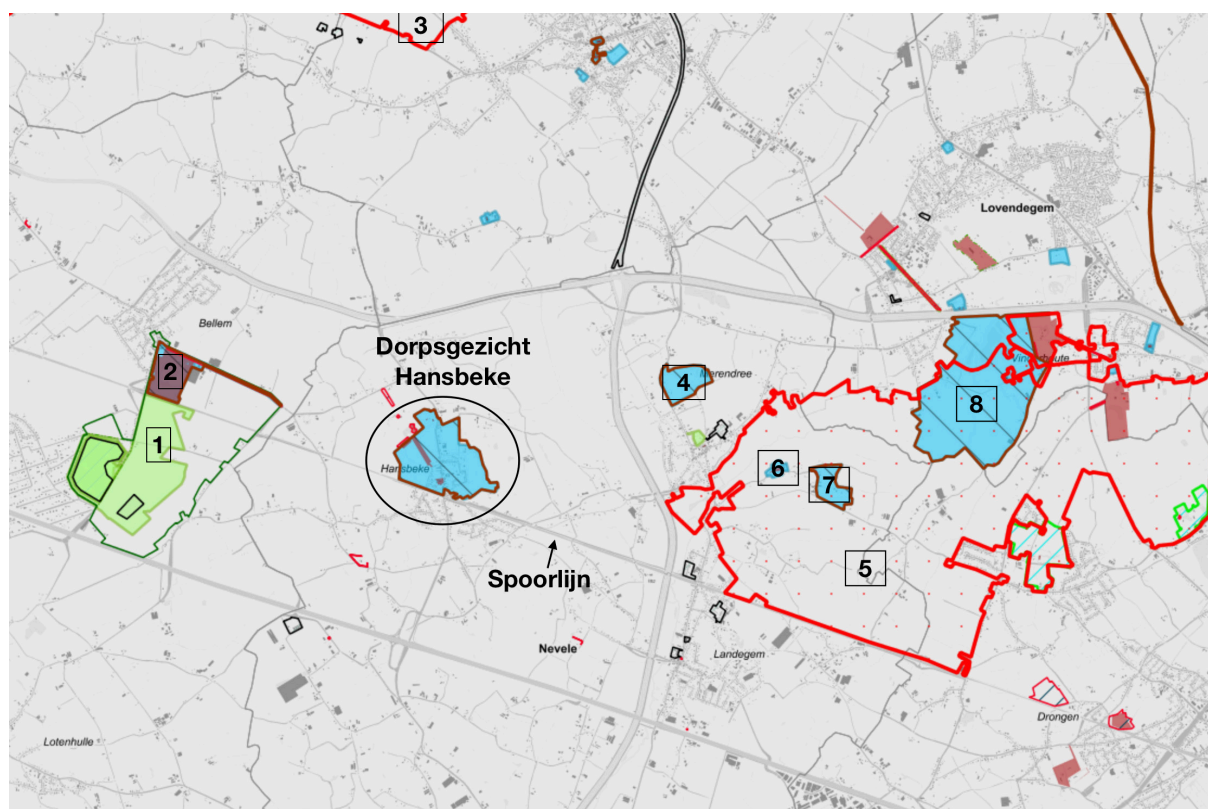 3
Lovendegem
Bellem
Dorpsgezicht
Hansbeke
2
4
Merendree
Vinderhoute
8
1
Hansbeke
6
7
5
Spoorlijn
Nevele
Landegem
Drongen
Lotenhulle